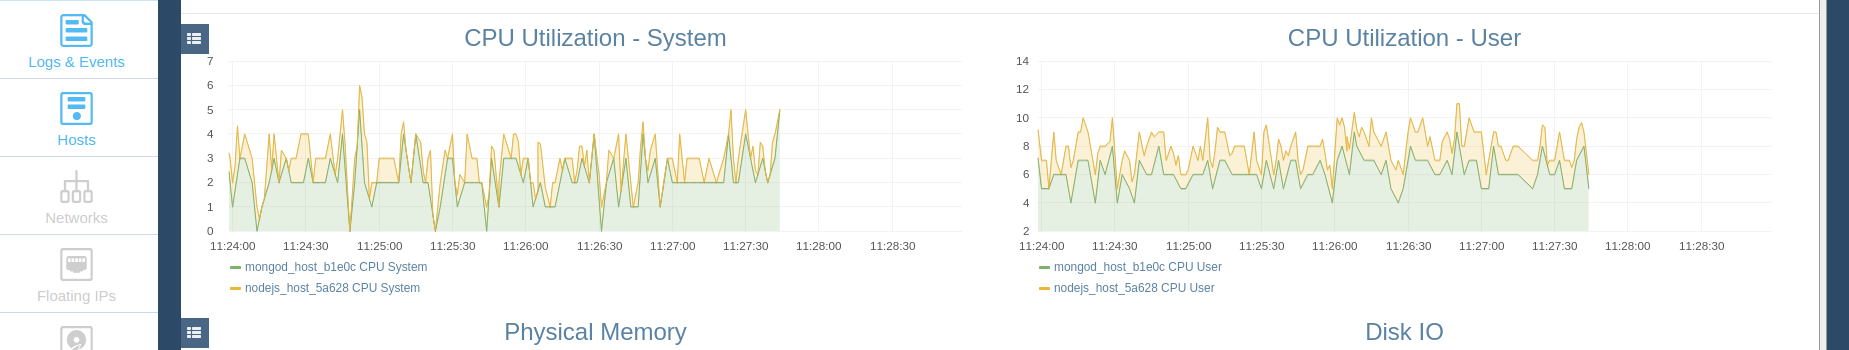 Logs & Events
Hosts
Networks
Floating IPs
CPU Utilization - System
7
6
5
4
3
2
1
0
11:24:00 11:24:30 11:25:00 11:25:30 11:26:00 11:26:30 11:27:00 11:27:30 11:28:00 11:28:30
mongod_host_b1e0c CPU System
nodejs_host_5a628 CPU System
CPU Utilization - User
14
12
10
8
6
4
2
11:24:00 11:24:30 11:25:00 11:25:30 11:26:00 11:26:30 11:27:00 11:27:30 11:28:00 11:28:30
mongod_host_b1e0c CPU User
nodejs_host_5a628 CPU User
Physical Memory
Disk IO